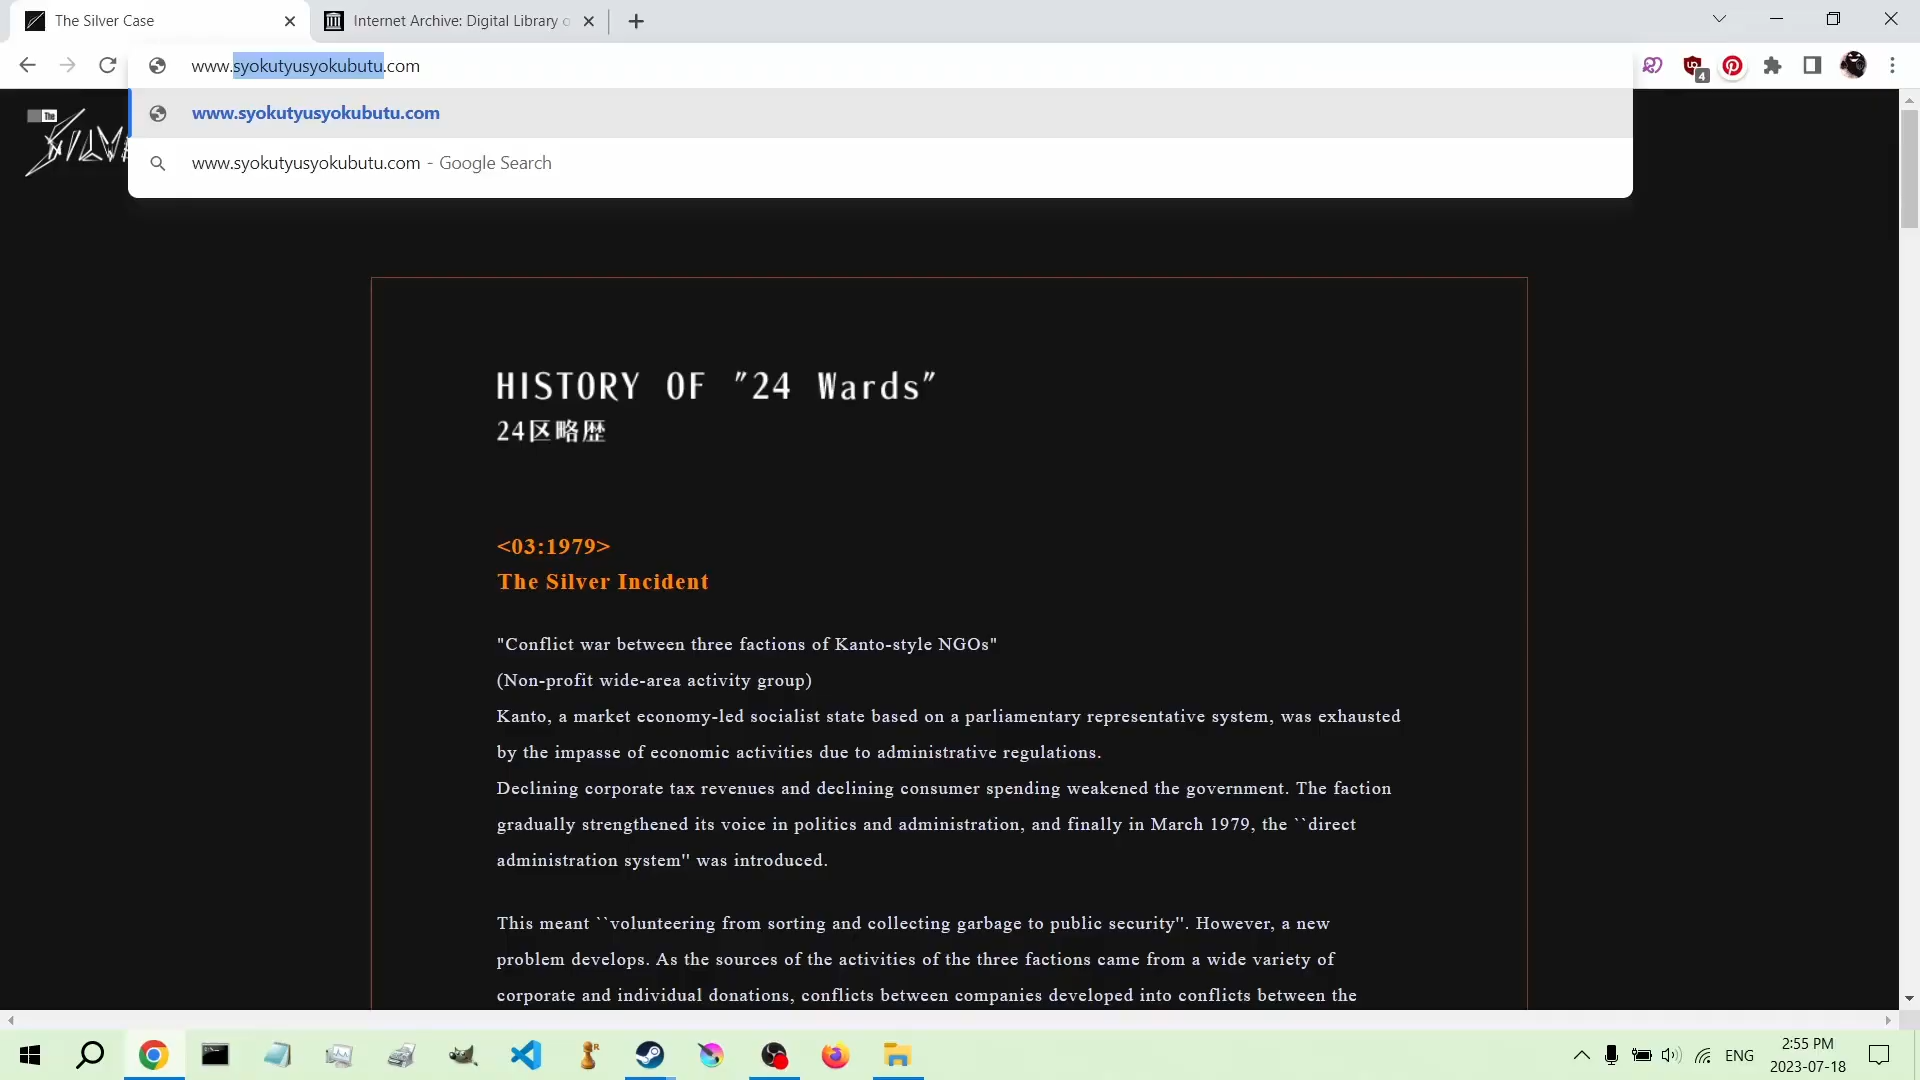 The Silver Case
Internet Archive: Digital Library o
www.syokutyusyokubutu.com
4
www.syokutyusyokubutu.com
www.syokutyusyokubutu.com - Google Search
The
HISTORY OF "24 Wards"
24区略歴
<03:1979>
The Silver Incident
"Conflict war between three factions of Kanto-style NGOs"
(Non-profit wide-area activity group)
Kanto, a market economy-led socialist state based on a parliamentary representative system, was exhausted
by the impasse of economic activities due to administrative regulations.
Declining corporate tax revenues and declining consumer spending weakened the government. The faction
gradually strengthened its voice in politics and administration, and finally in March 1979, the ``direct
administration system'' was introduced.
This meant ``volunteering from sorting and collecting garbage to public security''. However, a new
problem develops. As the sources of the activities of the three factions came from a wide variety of
corporate and individual donations, conflicts between companies developed into conflicts between the
ENG
2:55 PM
2023-07-18